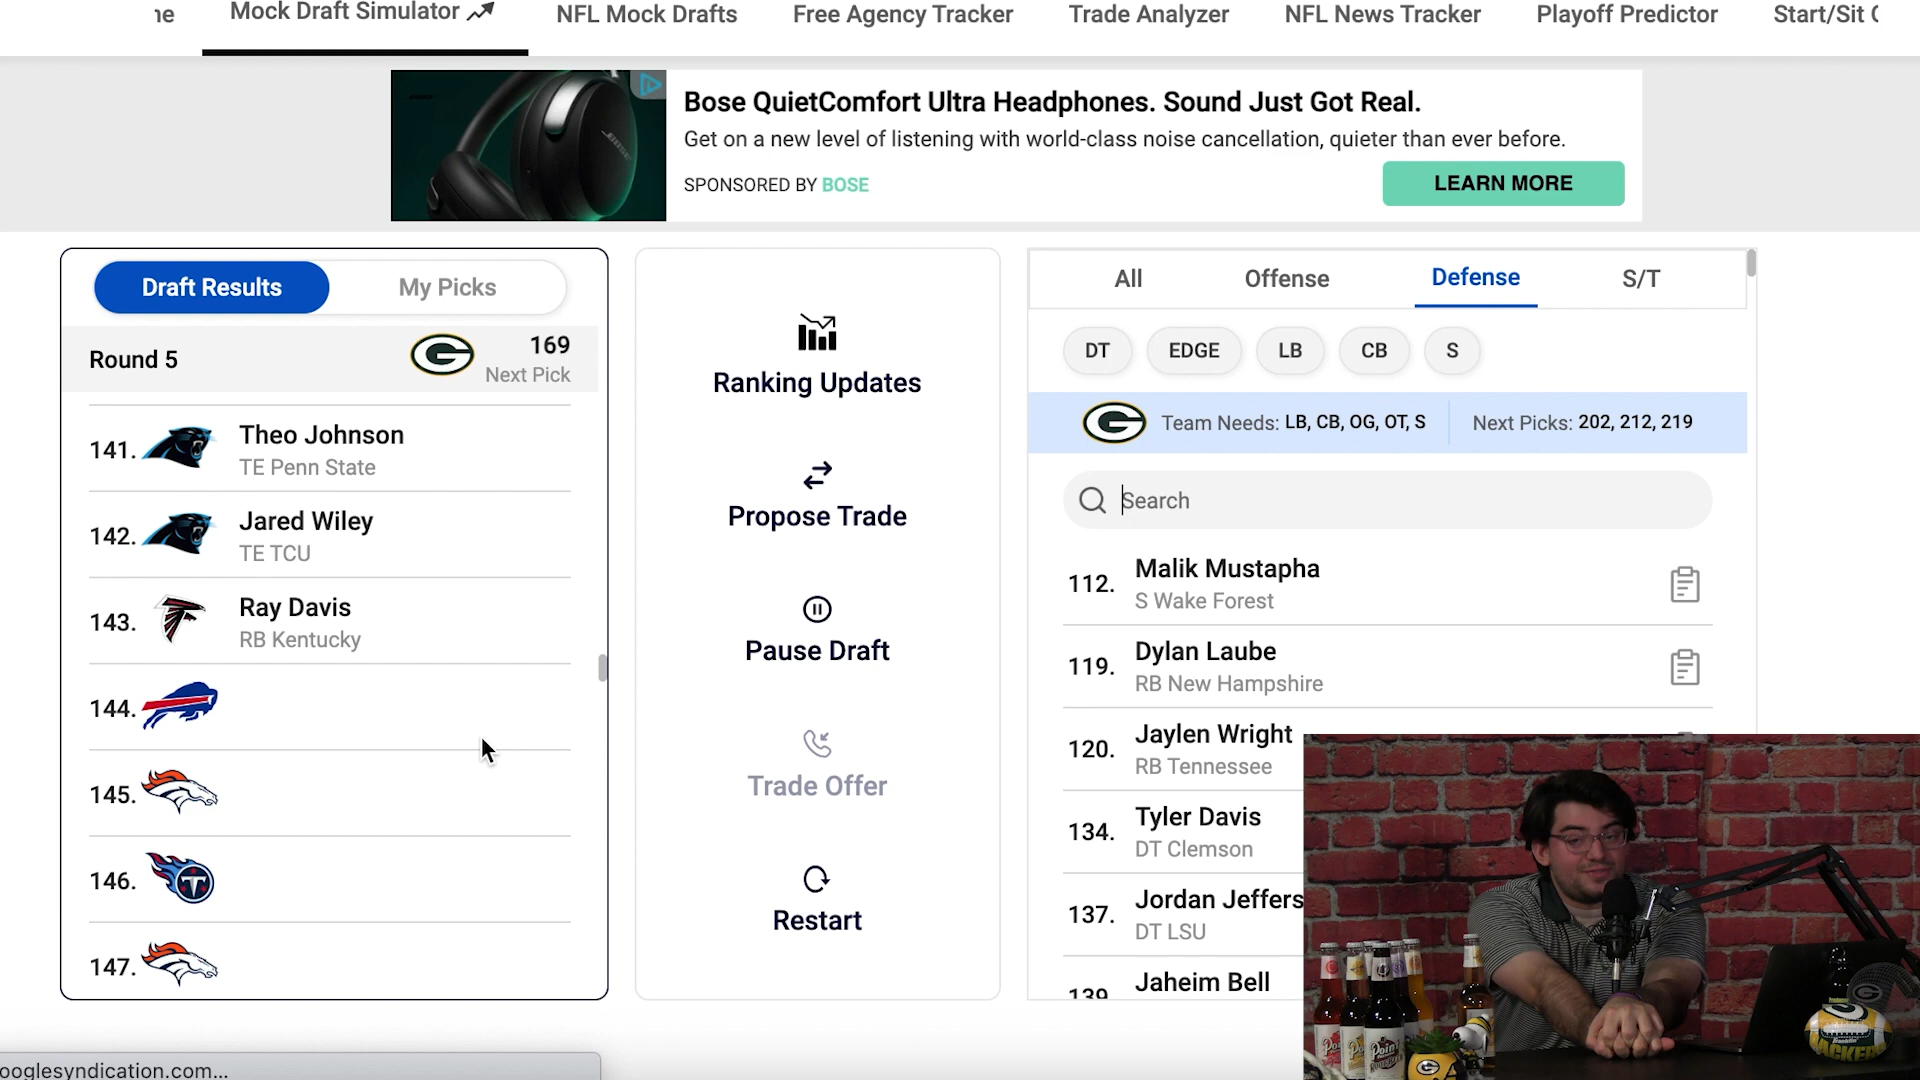 ne
Mock Draft Simulator
NFL Mock Drafts
Free Agency Tracker
Trade Analyzer
NFL News Tracker
Playoff Predictor
Start/Sit
Bose QuietComfort Ultra Headphones. Sound Just Got Real.
Get on a new level of listening with world-class noise cancellation, quieter than ever before.
SPONSORED BY BOSE
LEARN MORE
Draft Results
My Picks
Round 5
169
Next Pick
141.
Theo Johnson
TE Penn State
142.
Jared Wiley
TE TCU
143.
Ray Davis
RB Kentucky
144.
145.
146.
147.
Ranking Updates
Propose Trade
Pause Draft
Trade Offer
Restart
All
Offense
Defense
S/T
DT
EDGE
LB
CB
S
Team Needs: LB, CB, OG, OT, S
Next Picks: 202, 212, 219
Search
112.
Malik Mustapha
S Wake Forest
119.
Dylan Laube
RB New Hampshire
120.
Jaylen Wright
RB Tennessee
134.
Tyler Davis
DT Clemson
137.
Jordan Jeffers
DT LSU
139
Jaheim Bell
ooglesyndication.com...
Point
PACKER